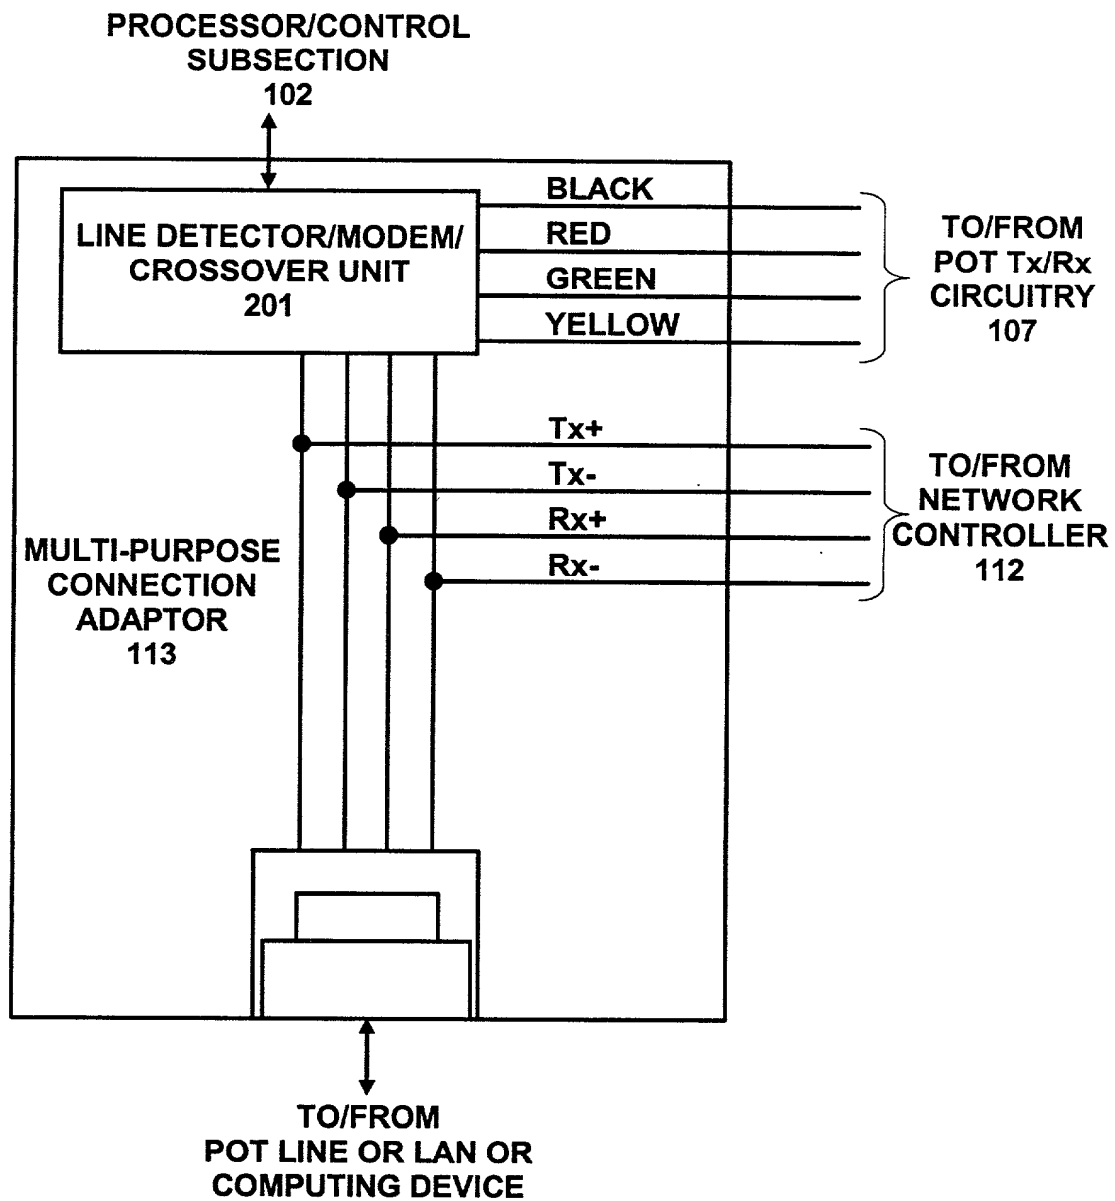 PROCESSOR/CONTROL
SUBSECTION
102
LINE DETECTOR/MODEM/
CROSSOVER UNIT
201
BLACK
RED
GREEN
YELLOW
TO/FROM
POT Tx/Rx
CIRCUITRY
107
Tx+
Tx-
Rx+
Rx-
TO/FROM
NETWORK
CONTROLLER
112
MULTI-PURPOSE
CONNECTION
ADAPTOR
113
TO/FROM
POT LINE OR LAN OR
COMPUTING DEVICE